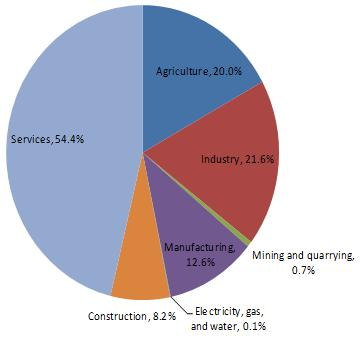 Agriculture, 20.0%
Services, 54.4%
Industry, 21.6%
Manufacturing,
12.6%
Mining and quarrying,
0.7%
Construction, 8.2%
Electricity, gas,
and water, 0.1%